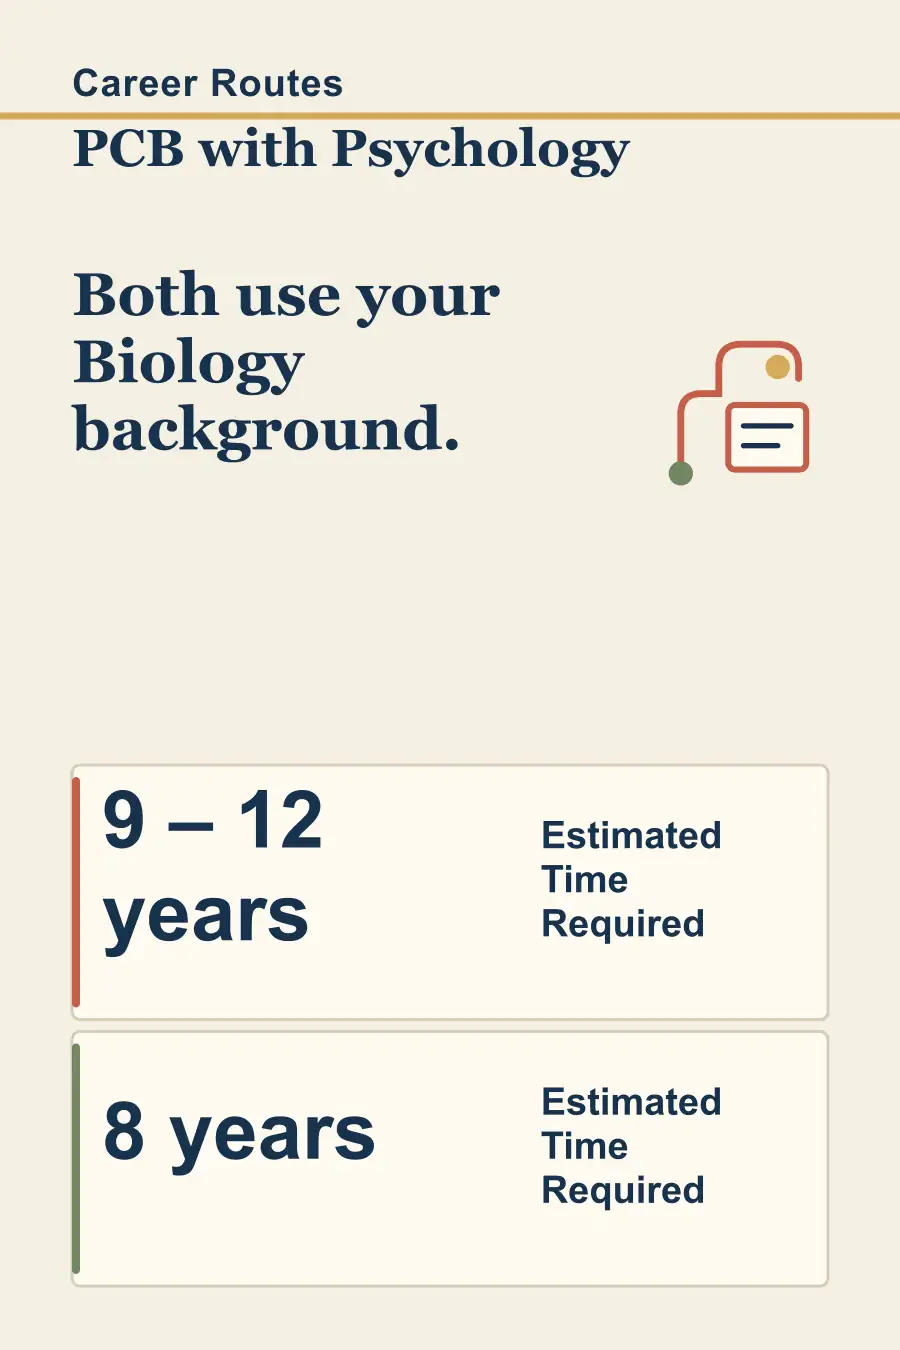 Career Routes
PCB with Psychology
Both use your
Biology
background.
9 – 12
years
Estimated
Time
Required
8 years
Estimated
Time
Required